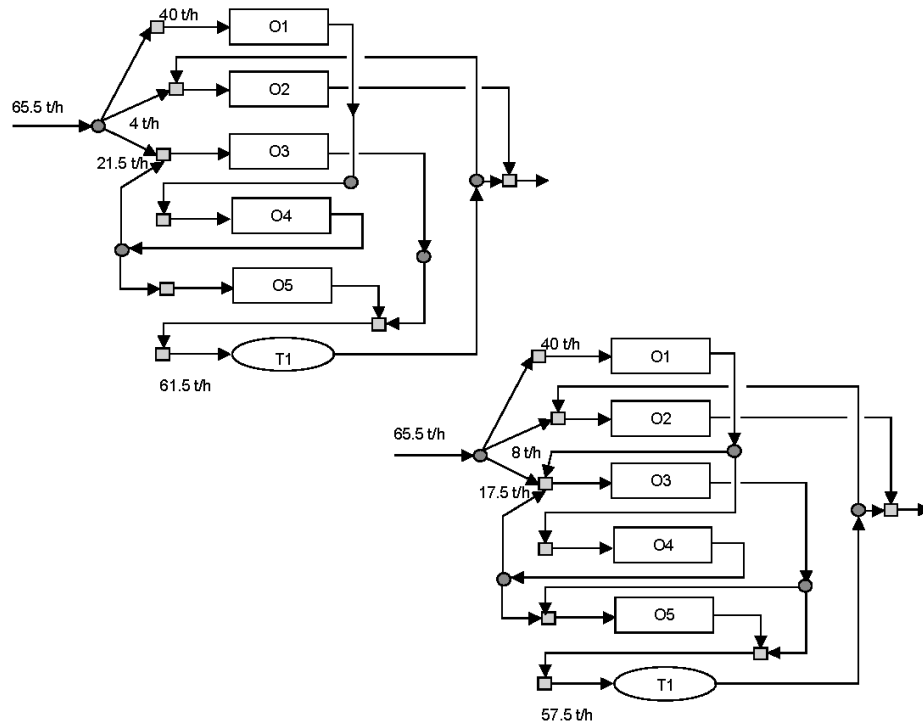 40 t/h
O1
O2
65.5 t/h
4 t/h
O3
21.5 t/h
O4
O5
T1
61.5 t/h
40 t/h
O1
O2
65.5 t/h
8 t/h
O3
17.5 t/h
O4
O5
T1
57.5 t/h